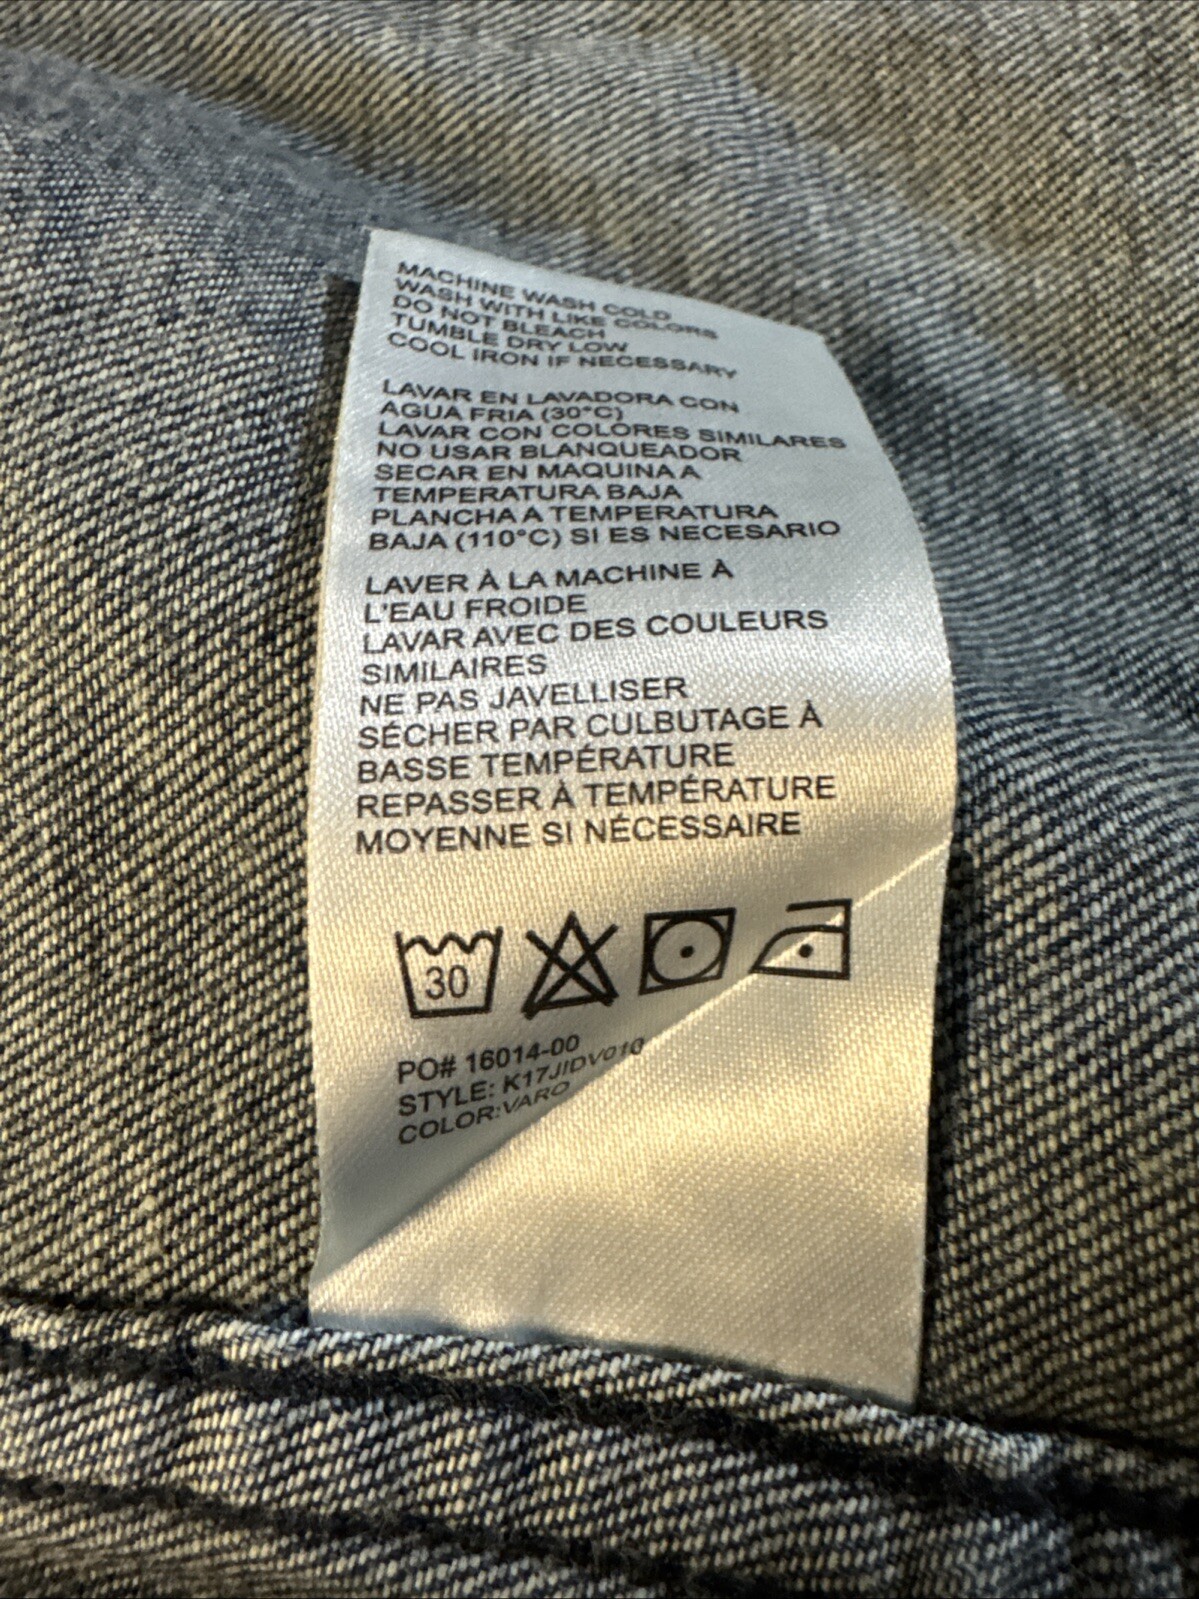 MACHINE WASH COLD
WASH WITH LIKE COLORS
DO NOT BLEACH
TUMBLE DRY LOW
COOL IRON IF NECESSARY
LAVAR EN LAVADORA CON
AGUA FRIA (30°C)
LAVAR CON COLORES SIMILARES
NO USAR BLANQUEADOR
SECAR EN MAQUINA A
TEMPERATURA BAJA
PLANCHA A TEMPERATURA
BAJA (110°C) SI ES NECESARIO
LAVER À LA MACHINE À
L'EAU FROIDE
LAVAR AVEC DES COULEURS
SIMILAIRES
NE PAS JAVELLISER
SÉCHER PAR CULBUTAGE À
BASSE TEMPÉRATURE
REPASSER À TEMPÉRATURE
MOYENNE SI NÉCESSAIRE
30
PO# 16014-00
STYLE: K17JIDV010
COLOR:VARO